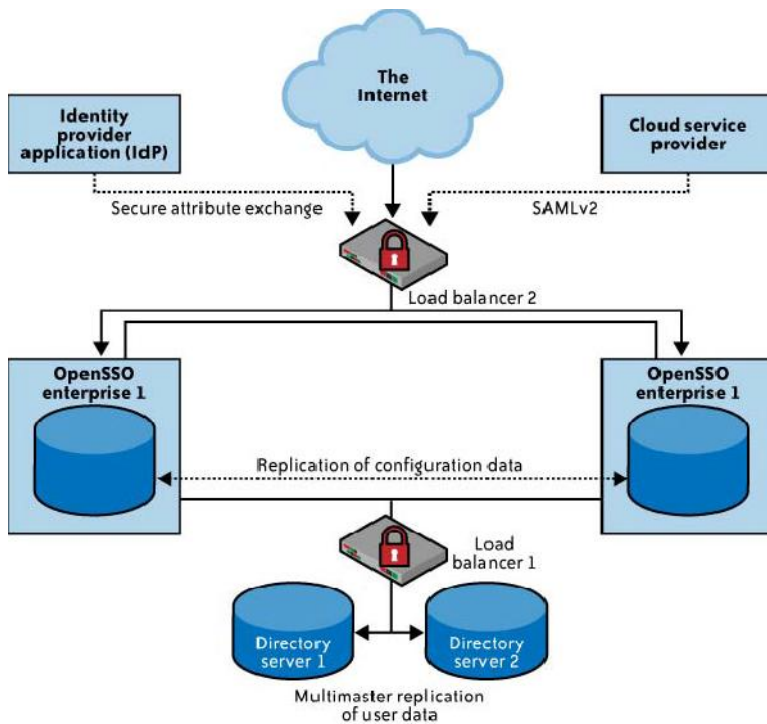 The
Internet
Identity
provider
application (IdP)
Cloud service
provider
Secure attribute exchange
SAMLv2
Load balancer 2
OpenSSO
enterprise 1
OpenSSO
enterprise 1
Replication of configuration data
Load
balancer 1
Directory
server 1
Directory
server 2
Multimaster replication
of user data